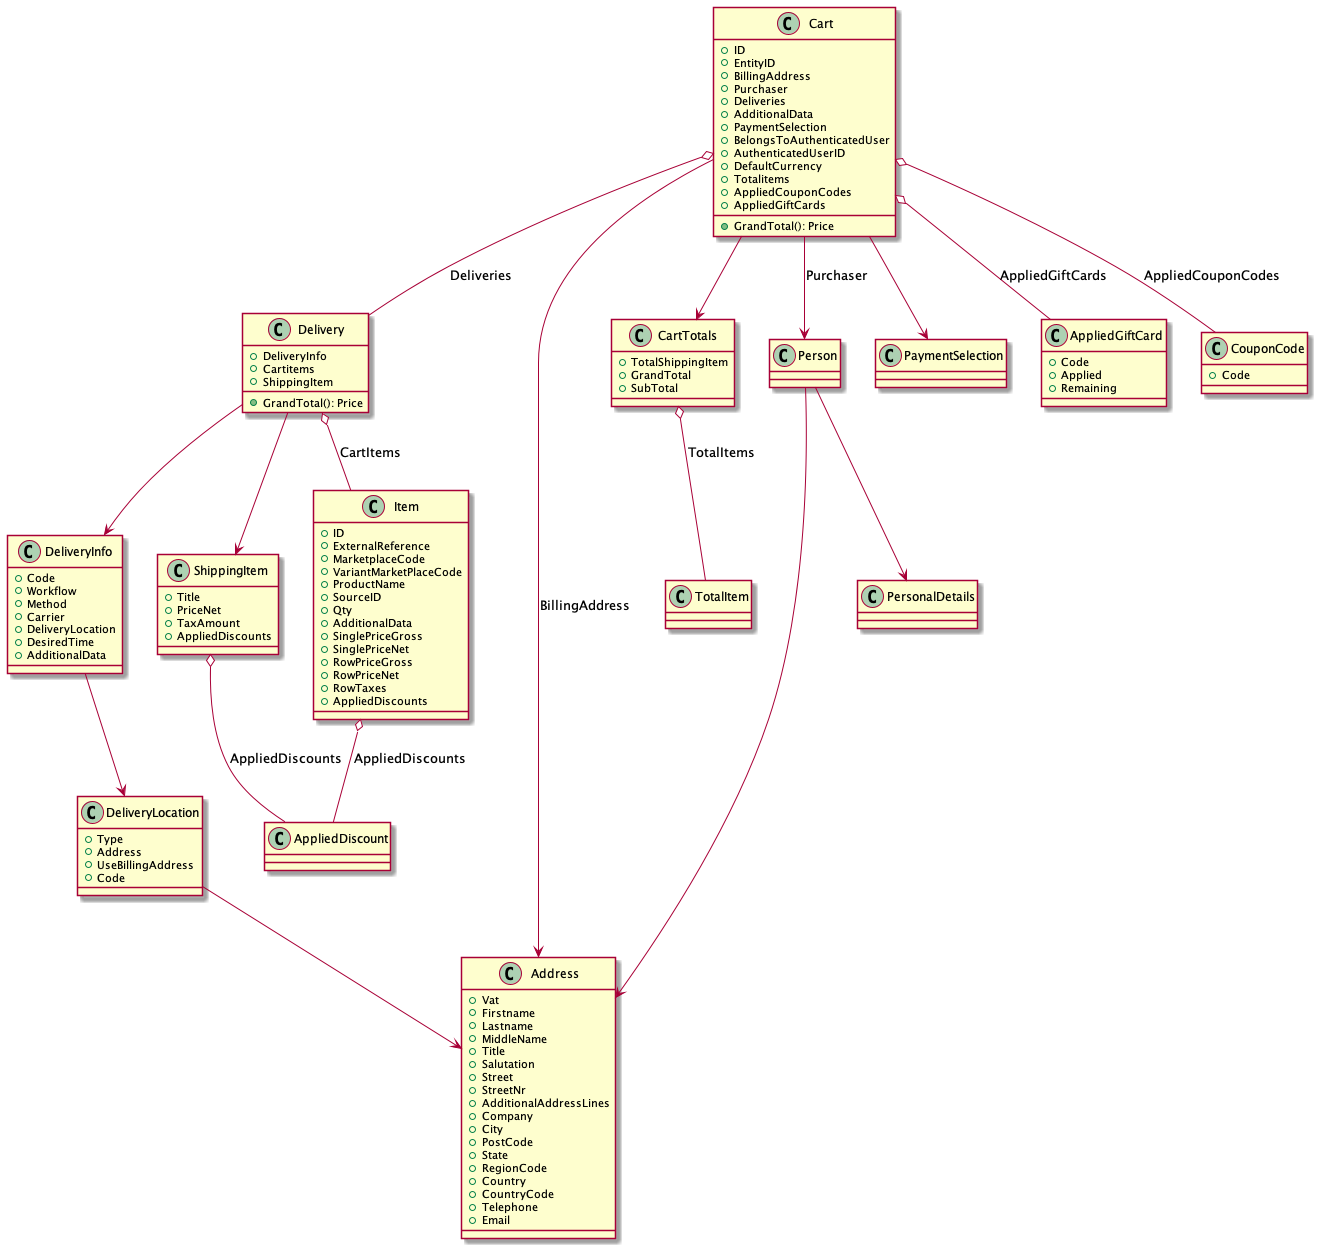 C Cart
ID
EntityID
BillingAddress
Purchaser
Deliveries
AdditionalData
PaymentSelection
BelongsToAuthenticatedUser
AuthenticatedUserID
DefaultCurrency
Totalitems
AppliedCouponCodes
AppliedGiftCards
GrandTotal(): Price
Deliveries
Purchaser
AppliedGiftCards
AppliedCouponCodes
C Delivery
DeliveryInfo
Cartitems
ShippingItem
GrandTotal(): Price
C CartTotals
TotalShippingItem
GrandTotal
SubTotal
C Person
C PaymentSelection
C AppliedGiftCard
Code
Applied
Remaining
C CouponCode
Code
CartItems
TotalItems
C DeliveryInfo
Code
Workflow
Method
Carrier
DeliveryLocation
DesiredTime
AdditionalData
C ShippingItem
Title
PriceNet
TaxAmount
AppliedDiscounts
C Item
ID
ExternalReference
MarketplaceCode
VariantMarketPlaceCode
ProductName
SourceID
Qty
AdditionalData
SinglePriceGross
SinglePriceNet
RowPriceGross
RowPriceNet
RowTaxes
AppliedDiscounts
BillingAddress
C TotalItem
C PersonalDetails
AppliedDiscounts
AppliedDiscounts
C DeliveryLocation
Type
Address
UseBillingAddress
Code
C AppliedDiscount
C Address
Vat
Firstname
Lastname
MiddleName
Title
Salutation
Street
StreetNr
AdditionalAddressLines
Company
City
PostCode
State
RegionCode
Country
CountryCode
Telephone
Email